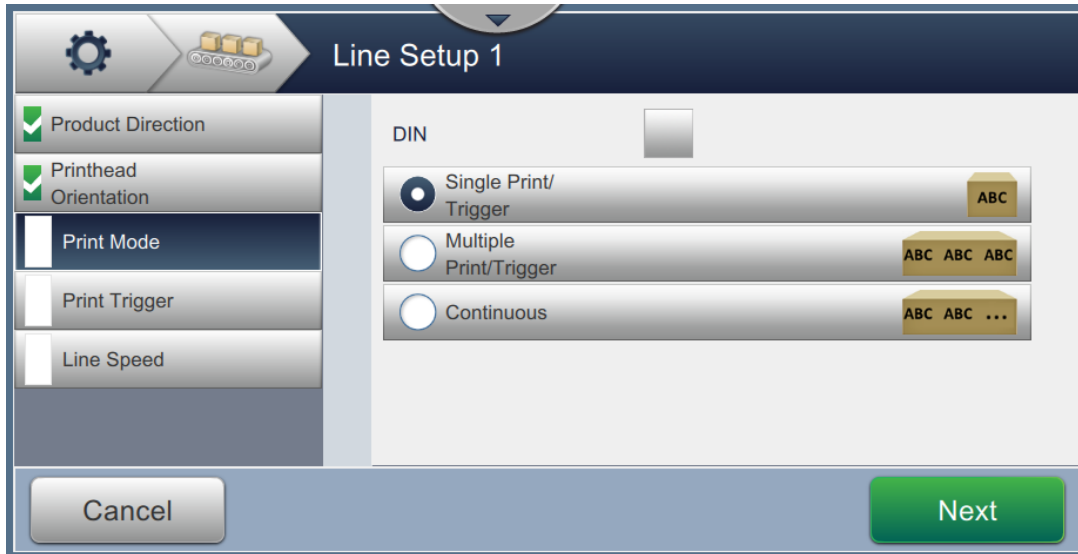 Line Setup 1
Product Direction
Printhead
Orientation
Print Mode
Print Trigger
Line Speed
DIN
Single Print/
Trigger
ABC
Multiple
Print/Trigger
ABC ABC ABC
Continuous
ABC ABC ...
Cancel
Next